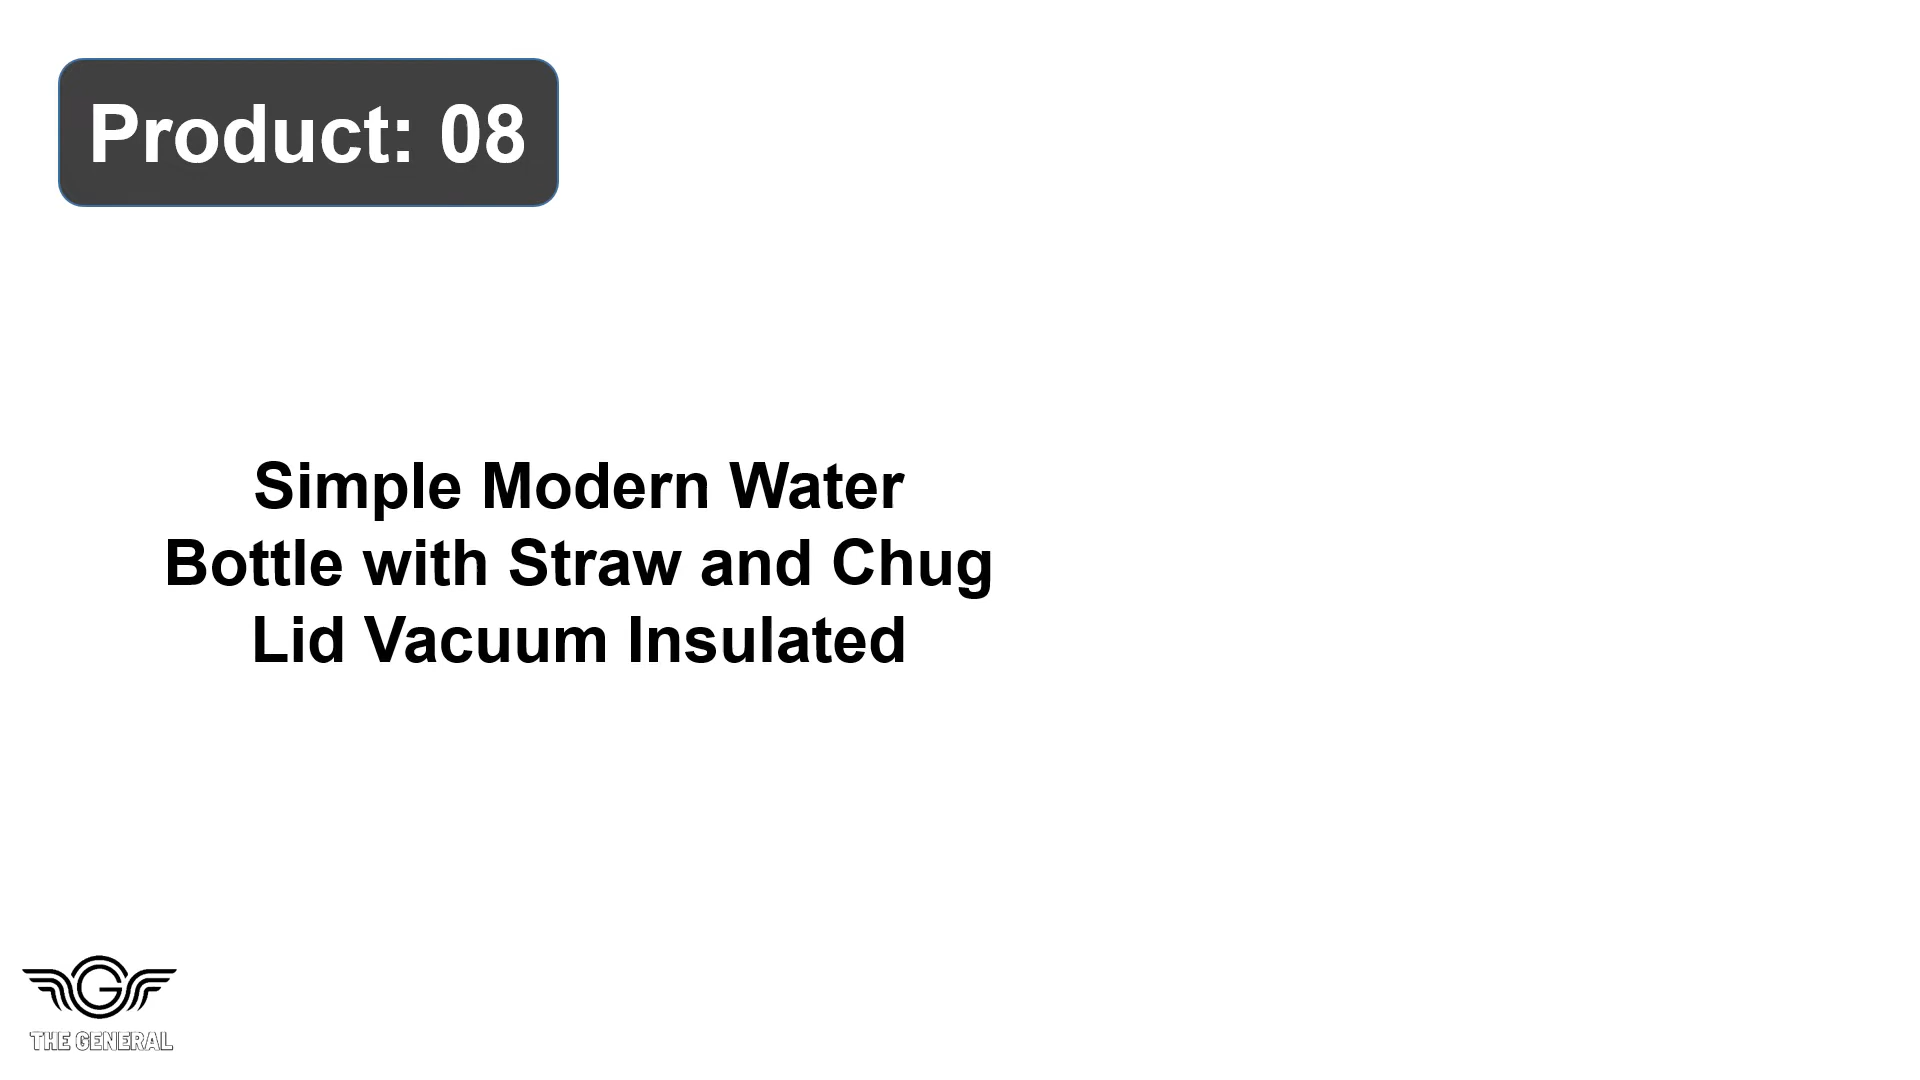 Product: 08
Simple Modern Water
Bottle with Straw and Chug
Lid Vacuum Insulated
G
THE GENERAL